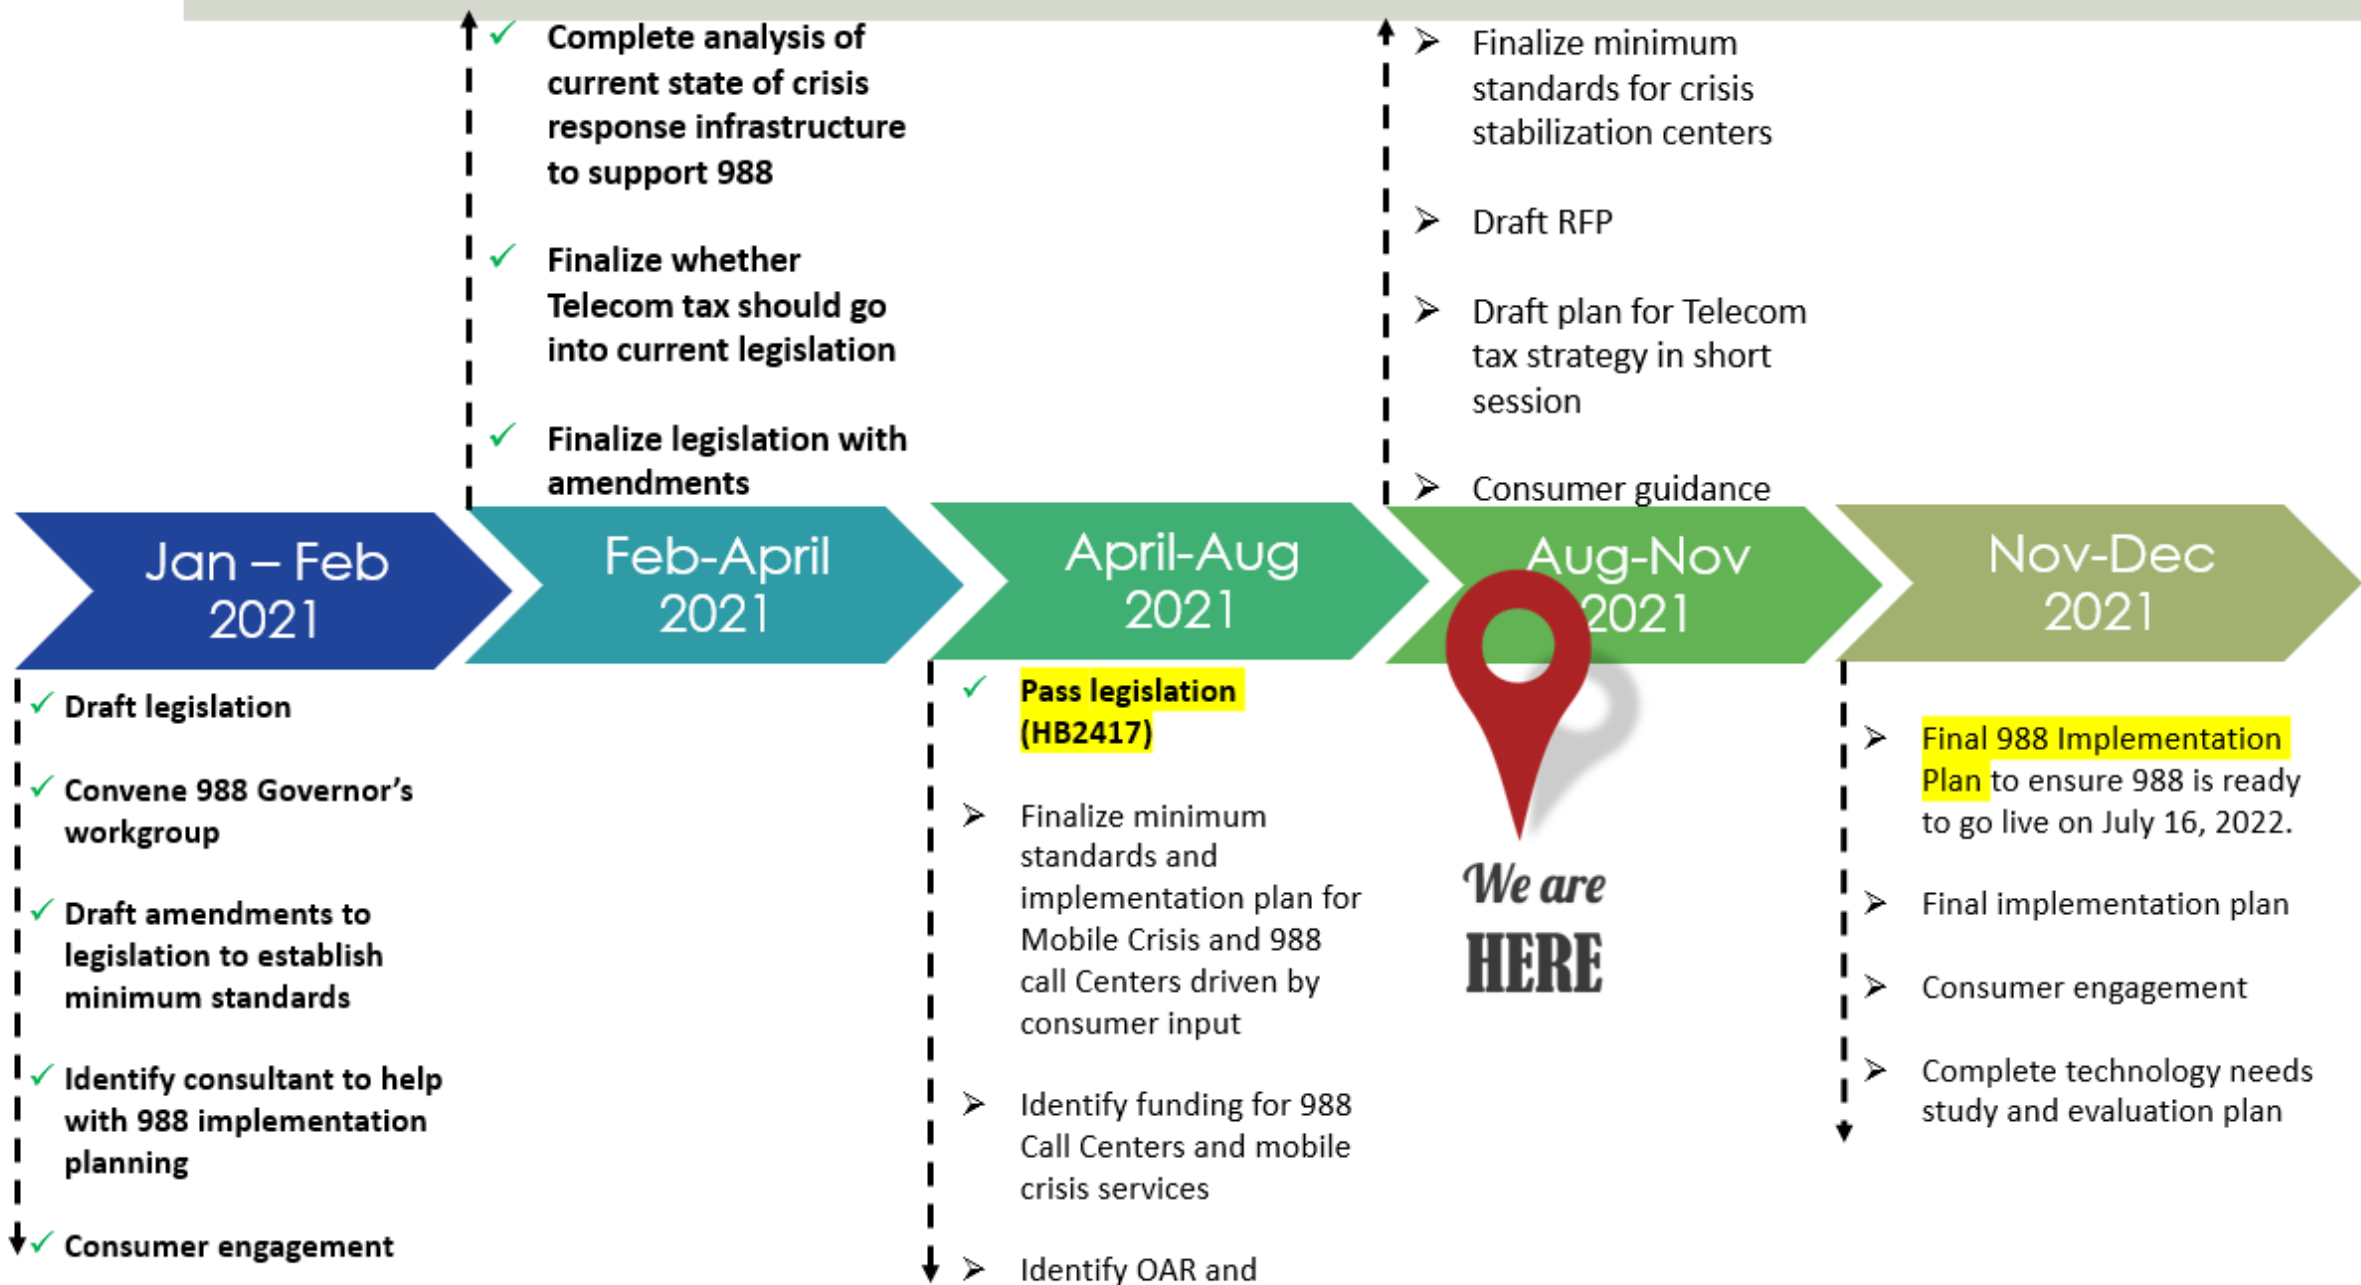 Complete analysis of
current state of crisis
response infrastructure
to support 988
Finalize whether
Telecom tax should go
into current legislation
Finalize legislation with
amendments
Finalize minimum
standards for crisis
stabilization centers
Draft RFP
Draft plan for Telecom
tax strategy in short
session
Consumer guidance
Jan – Feb
2021
Feb-April
2021
April-Aug
2021
Aug-Nov
2021
Nov-Dec
2021
Draft legislation
Convene 988 Governor’s
workgroup
Draft amendments to
legislation to establish
minimum standards
Identify consultant to help
with 988 implementation
planning
Consumer engagement
Pass legislation
(HB2417)
Finalize minimum
standards and
implementation plan for
Mobile Crisis and 988
call Centers driven by
consumer input
Identify funding for 988
Call Centers and mobile
crisis services
Identify OAR and
We are
HERE
Final 988 Implementation
Plan to ensure 988 is ready
to go live on July 16, 2022.
Final implementation plan
Consumer engagement
Complete technology needs
study and evaluation plan